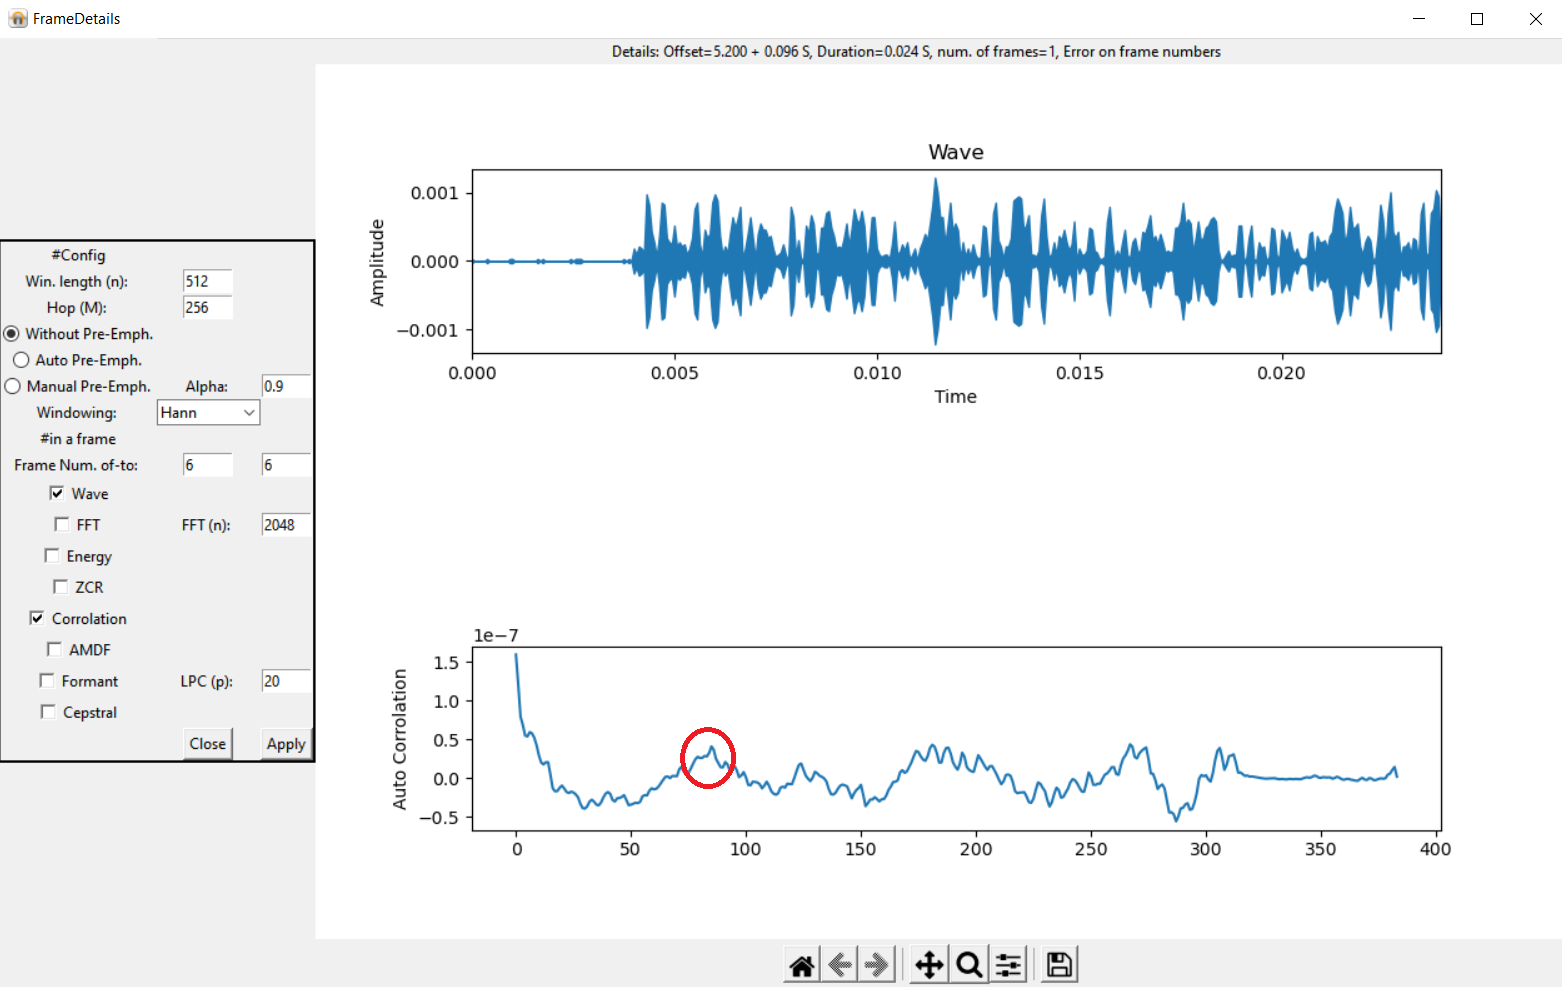 FrameDetails
Details: Offset=5.200 + 0.096 S, Duration=0.024 S, num. of frames=1, Error on frame numbers
#Config
Win. length (n): 512
Hop (M): 256
Without Pre-Emph.
Auto Pre-Emph.
Manual Pre-Emph. Alpha: 0.9
Windowing: Hann
#in a frame
Frame Num. of-to: 6 6
Wave
FFT FFT (n): 2048
Energy
ZCR
Corrolation
AMDF
Formant LPC (p): 20
Cepstral
Close Apply
Wave
Amplitude
0.001
0.000
−0.001
0.000 0.005 0.010 0.015 0.020
Time
1e−7
Auto Corrolation
1.5
1.0
0.5
0.0
−0.5
0 50 100 150 200 250 300 350 400